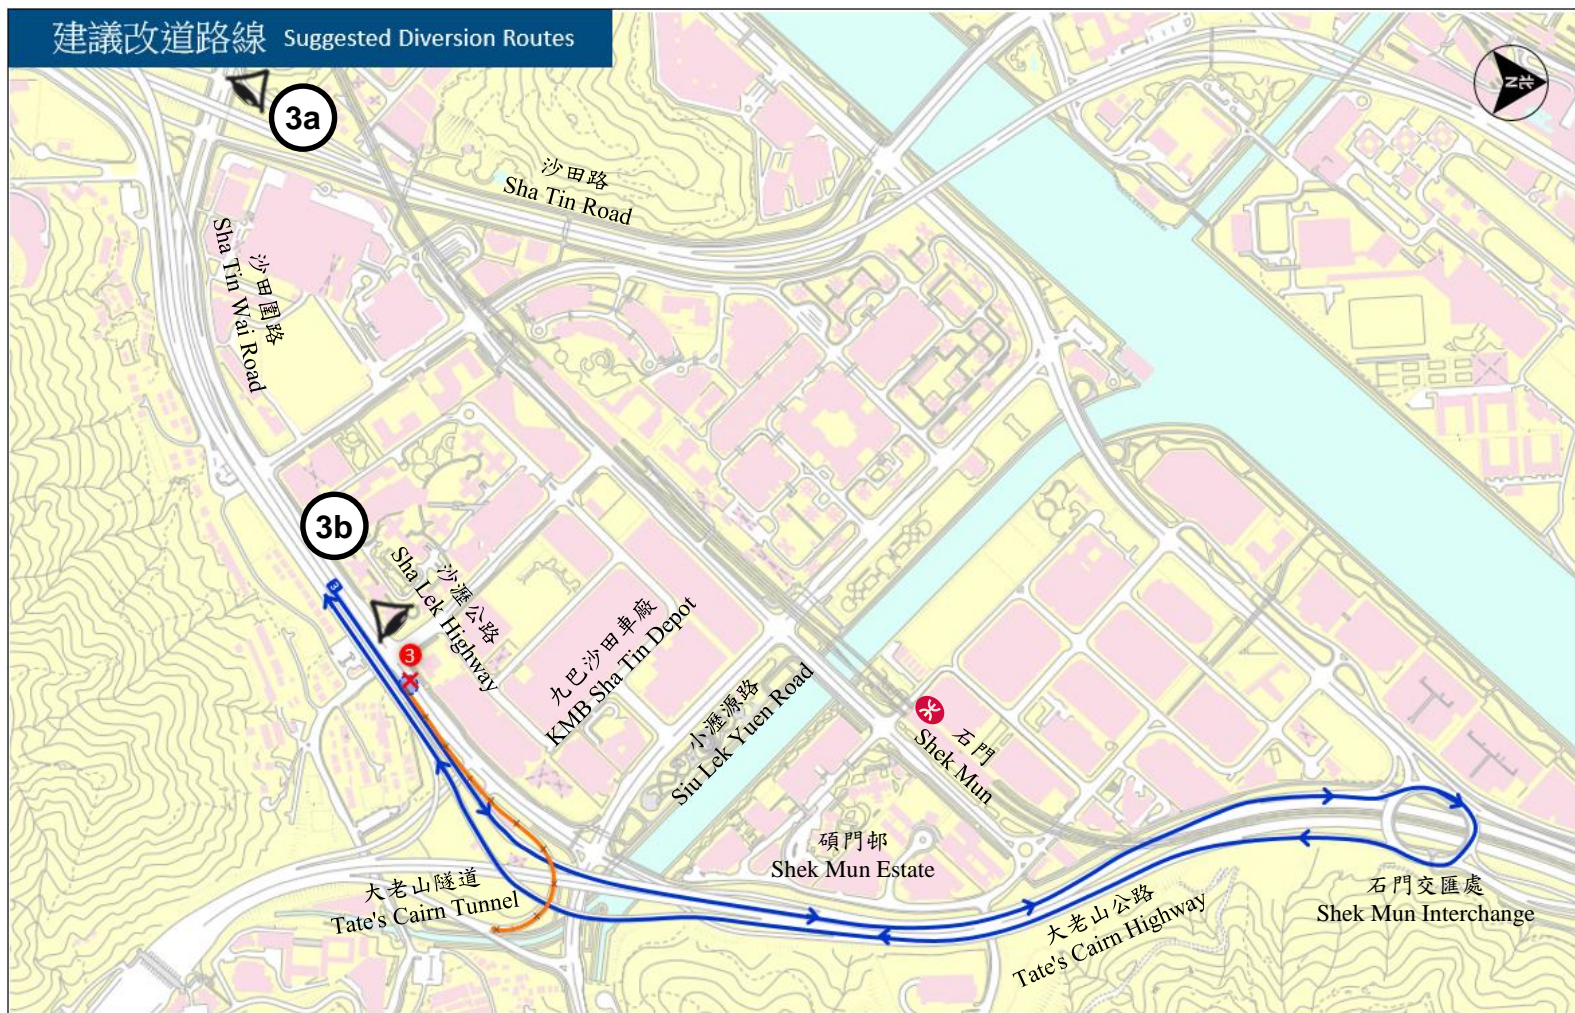 建議改道路線 Suggested Diversion Routes
北
N
3a
沙田路
Sha Tin Road
沙田圍路
Sha Tin Wai Road
3b
3
沙瀝公路
Sha Lek Highway
3
九巴沙田車廠
KMB Sha Tin Depot
小瀝源路
Siu Lek Yuen Road
石門
Shek Mun
碩門邨
Shek Mun Estate
大老山隧道
Tate's Cairn Tunnel
大老山公路
Tate's Cairn Highway
石門交匯處
Shek Mun Interchange